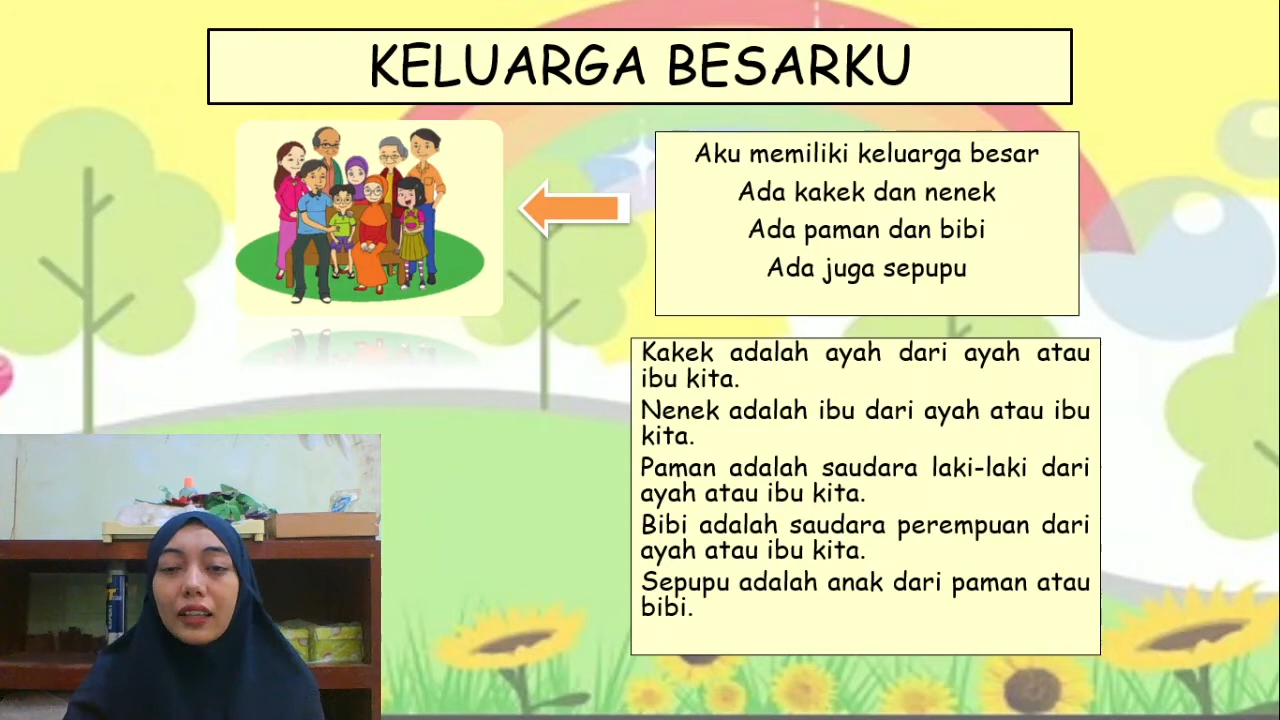 KELUARGA BESARKU
Aku memiliki keluarga besar
Ada kakek dan nenek
Ada paman dan bibi
Ada juga sepupu
Kakek adalah ayah dari ayah atau
ibu kita.
Nenek adalah ibu dari ayah atau ibu
kita.
Paman adalah saudara laki-laki dari
ayah atau ibu kita.
Bibi adalah saudara perempuan dari
ayah atau ibu kita.
Sepupu adalah anak dari paman atau
bibi.